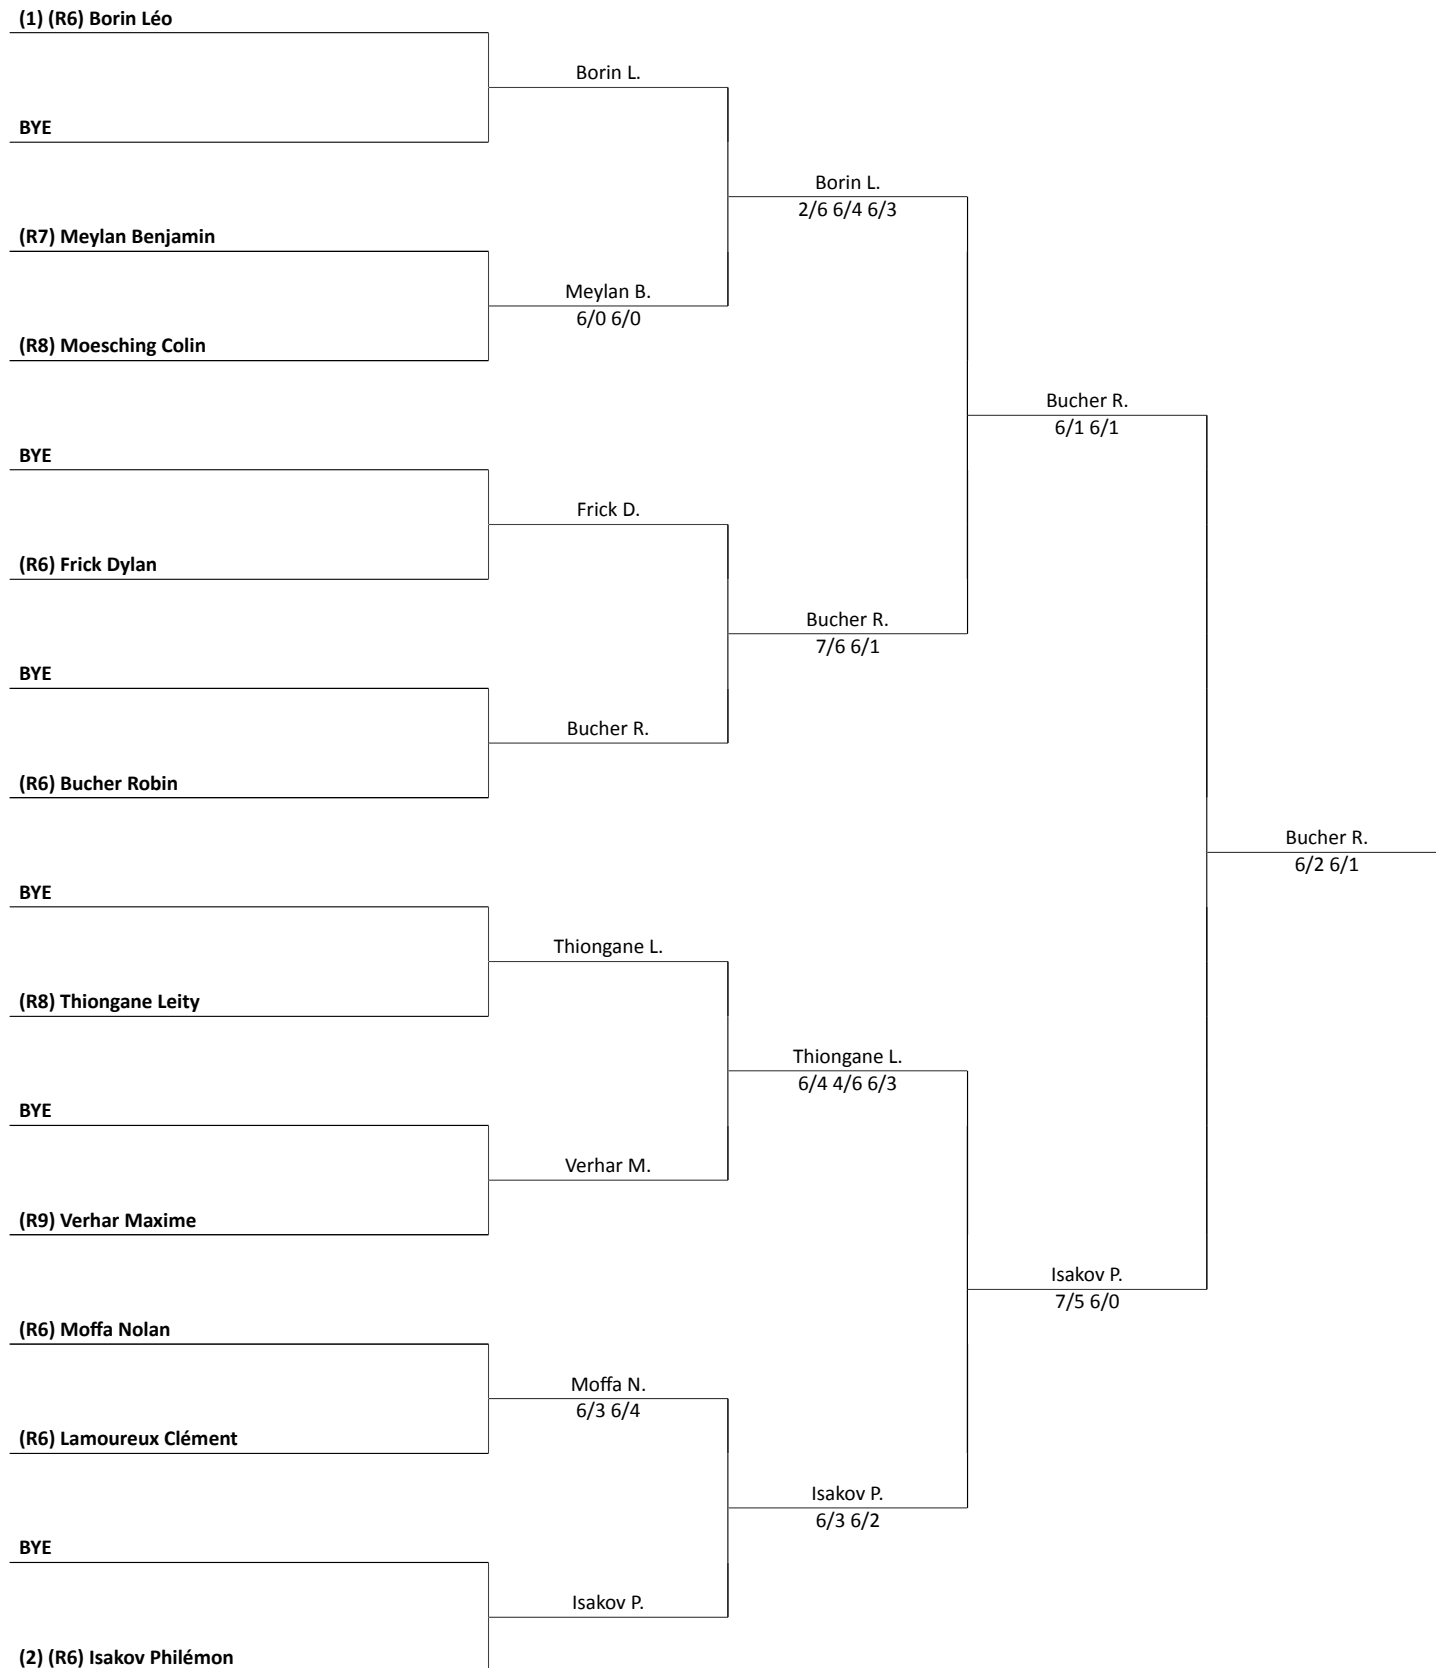 (1) (R6) Borin Léo
Borin L.
BYE
Borin L.
2/6 6/4 6/3
(R7) Meylan Benjamin
Meylan B.
6/0 6/0
(R8) Moesching Colin
Bucher R.
6/1 6/1
BYE
Frick D.
(R6) Frick Dylan
Bucher R.
7/6 6/1
BYE
Bucher R.
(R6) Bucher Robin
Bucher R.
6/2 6/1
BYE
Thiongane L.
(R8) Thiongane Leity
Thiongane L.
6/4 4/6 6/3
BYE
Verhar M.
(R9) Verhar Maxime
Isakov P.
7/5 6/0
(R6) Moffa Nolan
Moffa N.
6/3 6/4
(R6) Lamoureux Clément
Isakov P.
6/3 6/2
BYE
Isakov P.
(2) (R6) Isakov Philémon